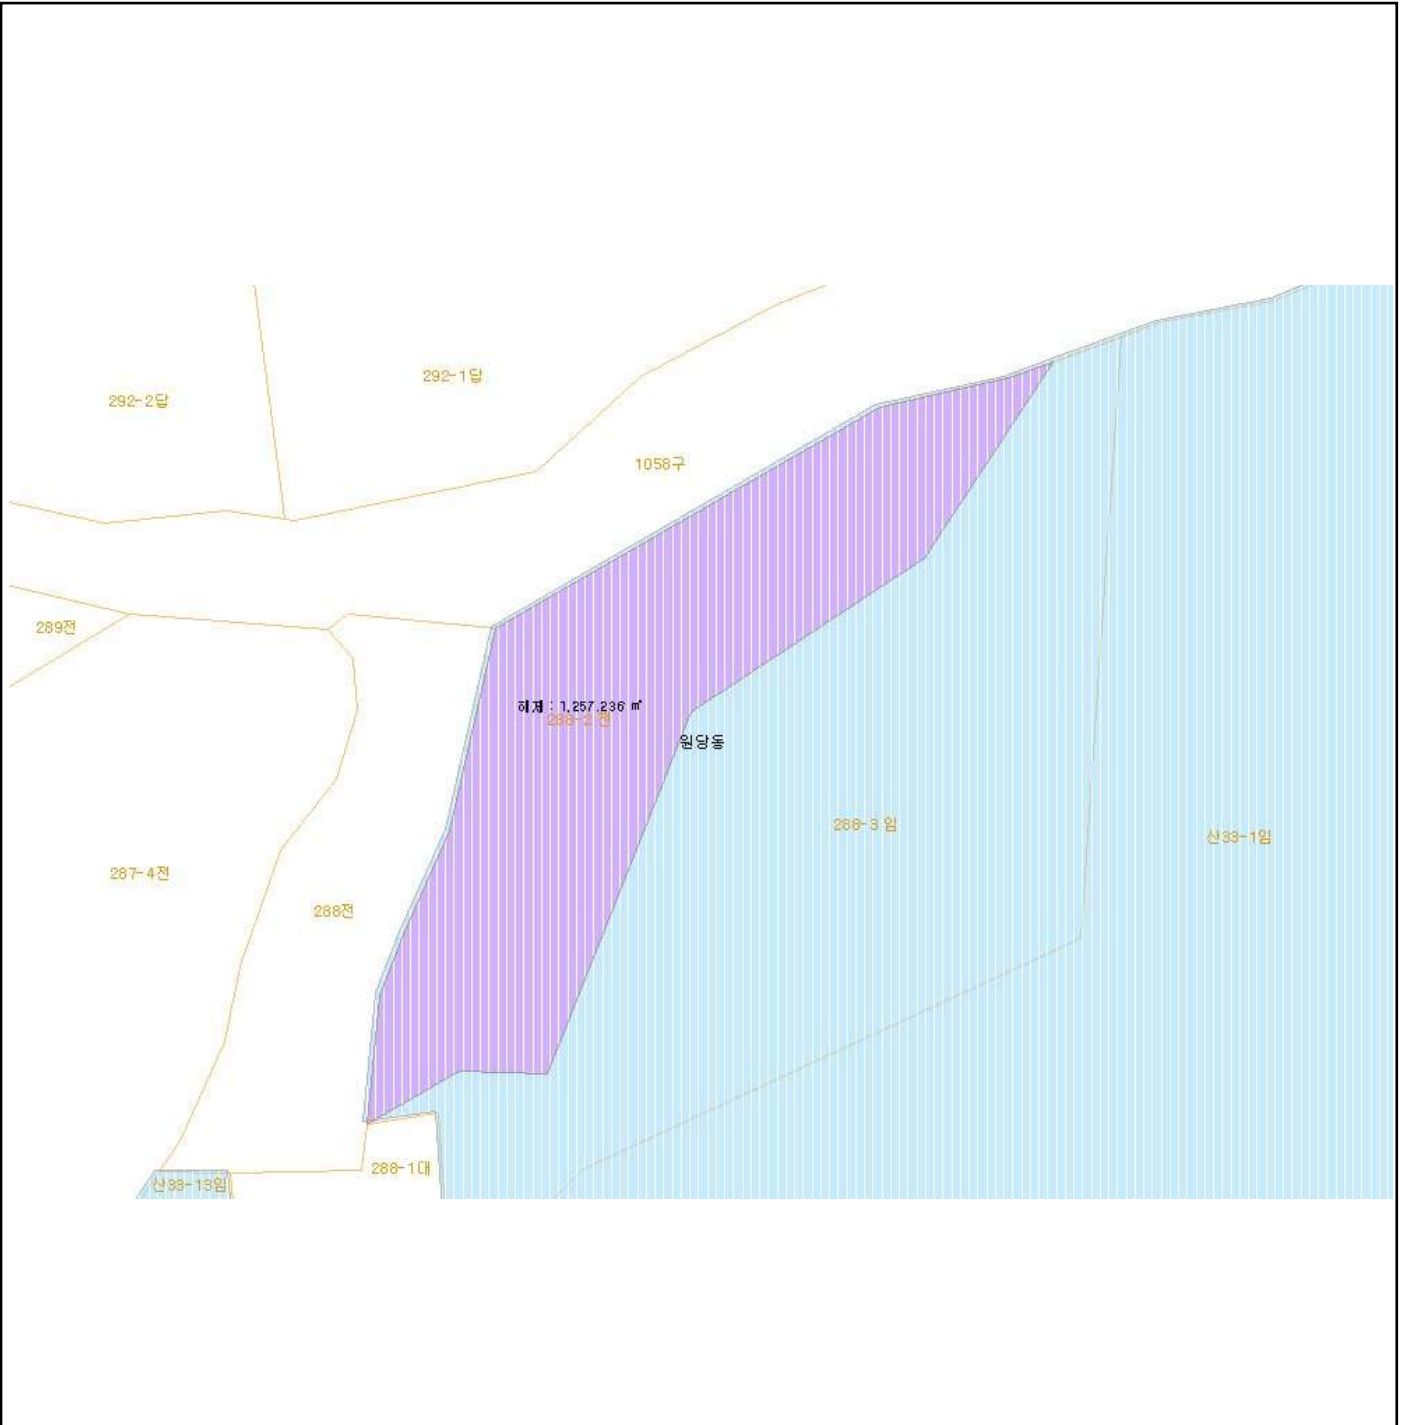 292-1답
292-2답
1058구
289전
해제 : 1,257.236 ㎡
288-2 전
원당동
288-3 임
산33-1임
287-4전
288전
288-1대
산33-13임